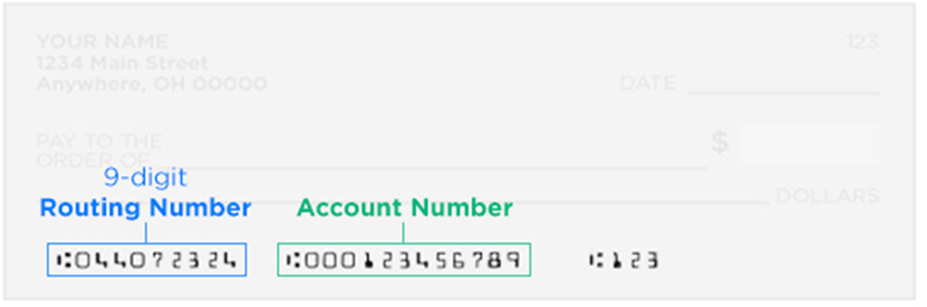 YOUR NAME 123
1234 Main Street
Anywhere, OH 00000
DATE
PAY TO THE
ORDER OF
$
DOLLARS
9-digit
Routing Number
Account Number
⑆044072324 ⑆000123456789 ⑆123